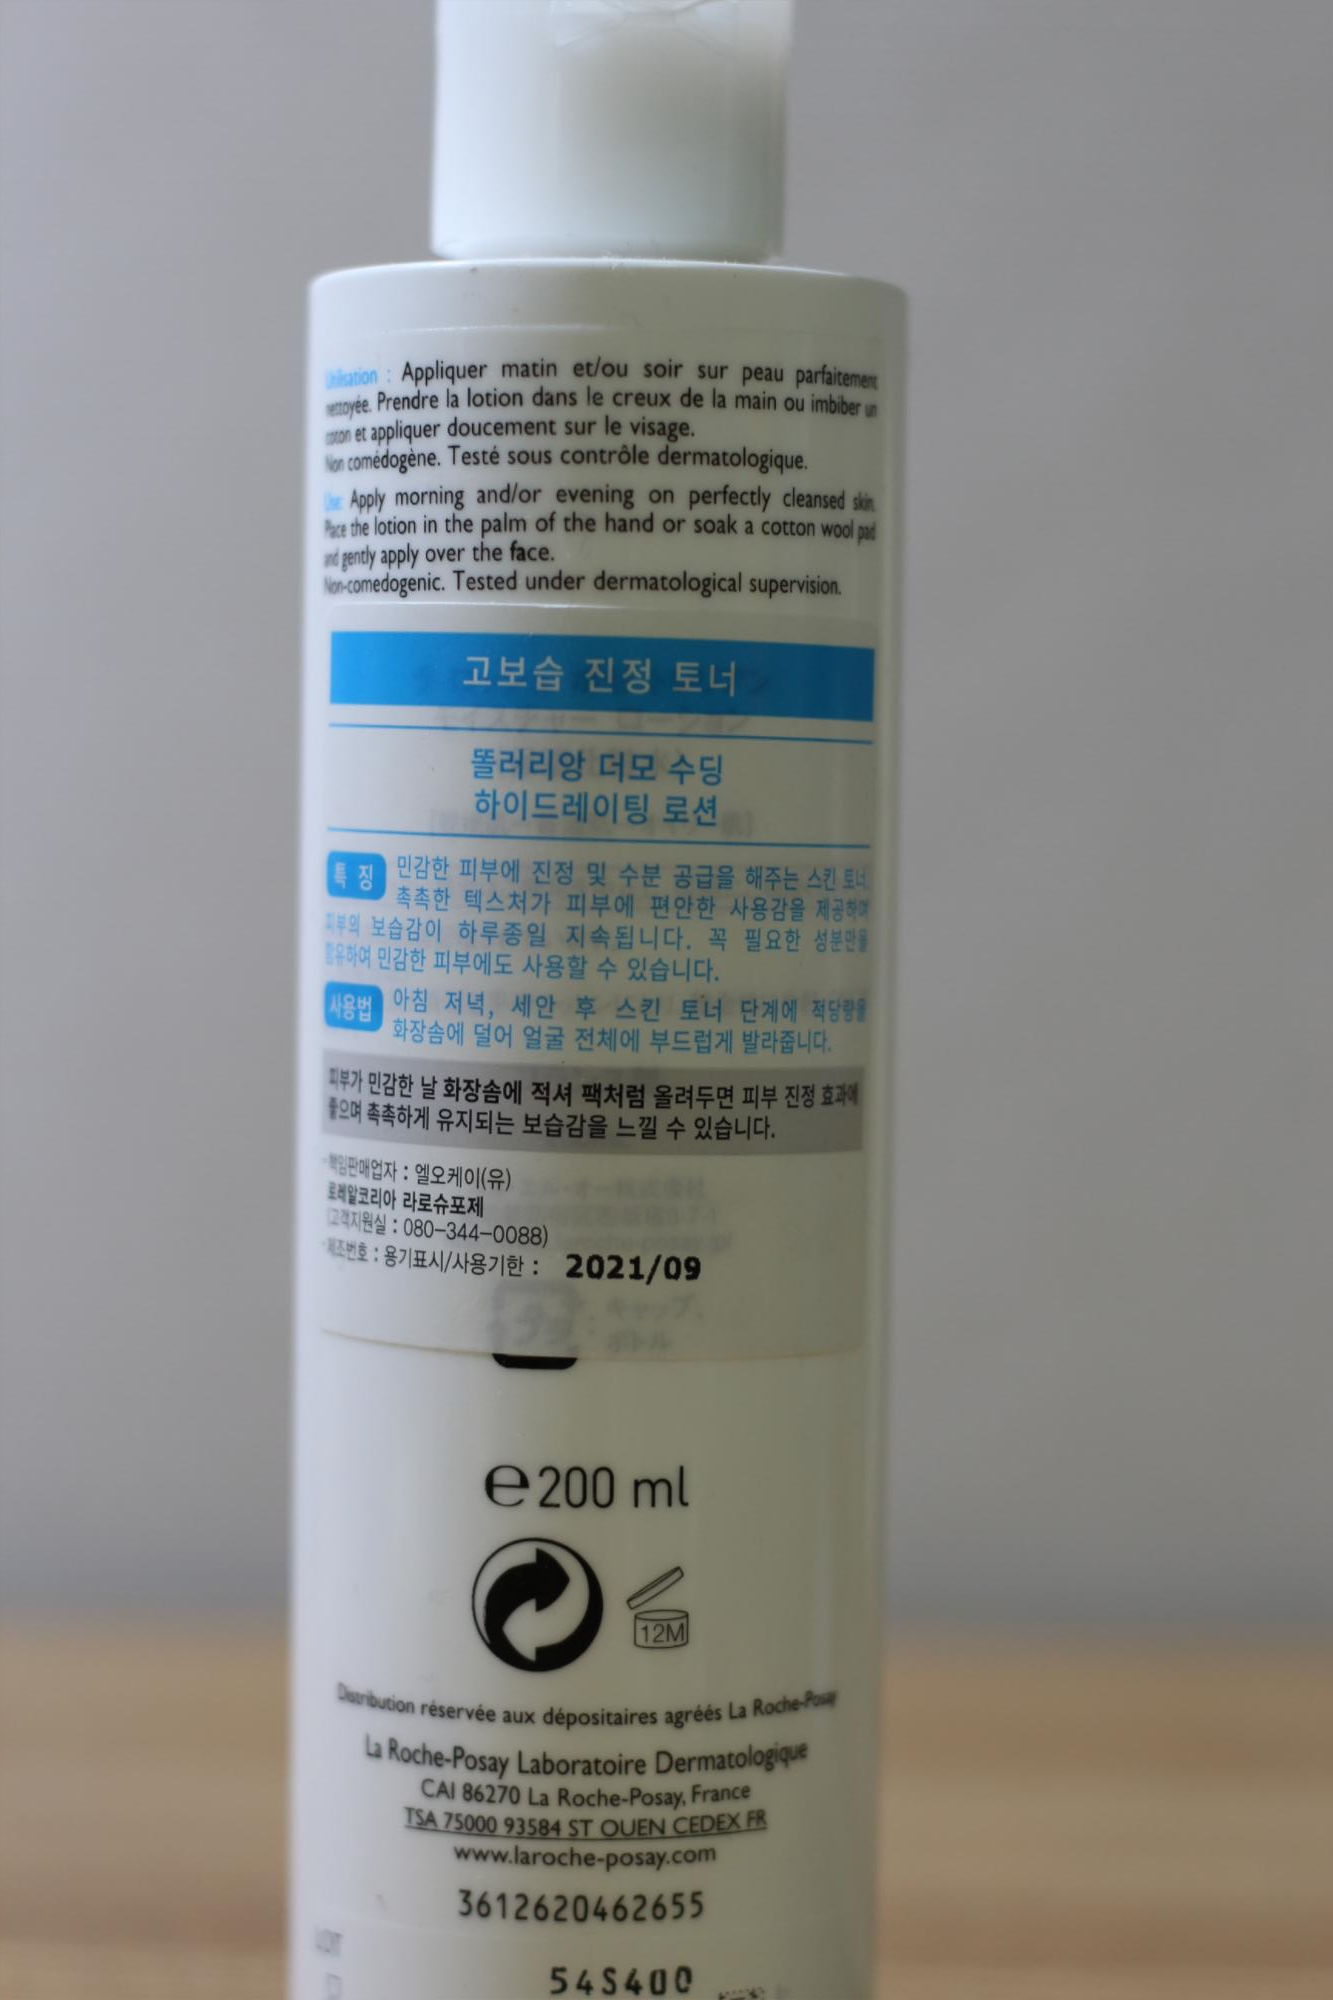 Utilisation : Appliquer matin et/ou soir sur peau parfaitement
nettoyée. Prendre la lotion dans le creux de la main ou imbiber un
coton et appliquer doucement sur le visage.
Non comédogène. Testé sous contrôle dermatologique.
Use: Apply morning and/or evening on perfectly cleansed skin.
Place the lotion in the palm of the hand or soak a cotton wool pad
and gently apply over the face.
Non-comedogenic. Tested under dermatological supervision.
고보습 진정 토너
똘러리앙 더모 수딩
하이드레이팅 로션
특 징 민감한 피부에 진정 및 수분 공급을 해주는 스킨 토너.
촉촉한 텍스처가 피부에 편안한 사용감을 제공하며
피부의 보습감이 하루종일 지속됩니다. 꼭 필요한 성분만을
함유하여 민감한 피부에도 사용할 수 있습니다.
사용법 아침 저녁, 세안 후 스킨 토너 단계에 적당량을
화장솜에 덜어 얼굴 전체에 부드럽게 발라줍니다.
피부가 민감한 날 화장솜에 적셔 팩처럼 올려두면 피부 진정 효과에
좋으며 촉촉하게 유지되는 보습감을 느낄 수 있습니다.
-책임판매업자 : 엘오케이(유)
로레알코리아 라로슈포제
(고객지원실 : 080-344-0088)
-제조번호 : 용기표시/사용기한 : 2021/09
キャップ、
ボトル
e 200 ml
12M
Distribution réservée aux dépositaires agréés La Roche-Posay
La Roche-Posay Laboratoire Dermatologique
CAI 86270 La Roche-Posay, France
TSA 75000 93584 ST OUEN CEDEX FR
www.laroche-posay.com
3612620462655
LOT
54S400